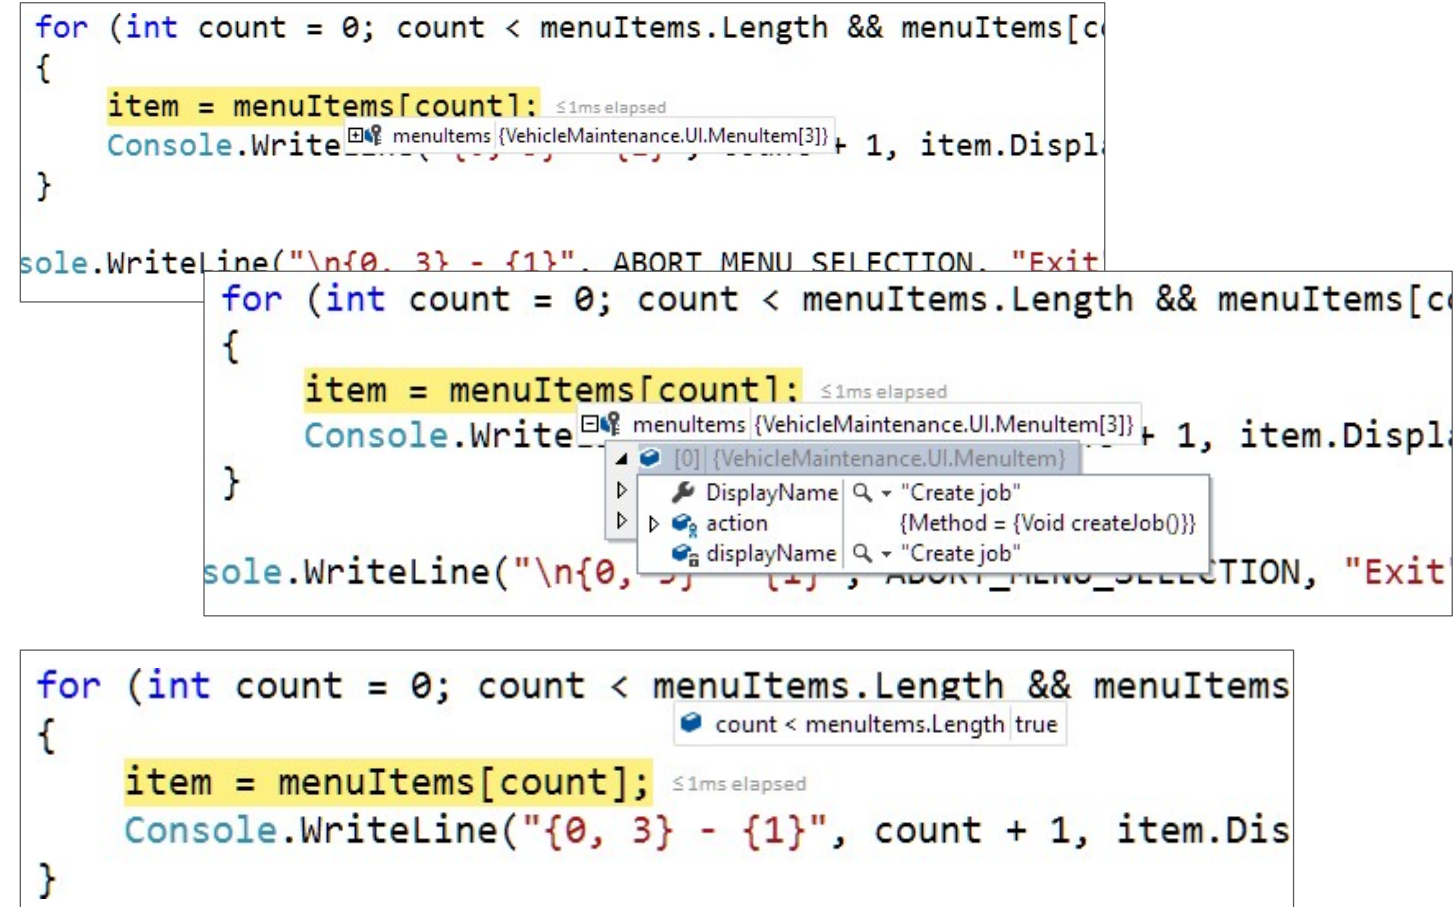 for (int count = 0; count < menuItems.Length && menuItems[c
{
item = menuItems[count]; ≤1ms elapsed
menuItems {VehicleMaintenance.UI.MenuItem[3]}
Console.Write + 1, item.Displ
}
sole.WriteLine("\n{0, 3} - {1}", ABORT_MENU_SELECTION, "Exit
for (int count = 0; count < menuItems.Length && menuItems[c
{
item = menuItems[count]; ≤1ms elapsed
menuItems {VehicleMaintenance.UI.MenuItem[3]}
Console.Write + 1, item.Displ
[0] {VehicleMaintenance.UI.MenuItem}
}
DisplayName "Create job"
action {Method = {Void createJob()}}
displayName "Create job"
sole.WriteLine("\n{0, 3} - {1}", ABORT_MENU_SELECTION, "Exit
for (int count = 0; count < menuItems.Length && menuItems
count < menuItems.Length true
{
item = menuItems[count]; ≤1ms elapsed
Console.WriteLine("{0, 3} - {1}", count + 1, item.Dis
}